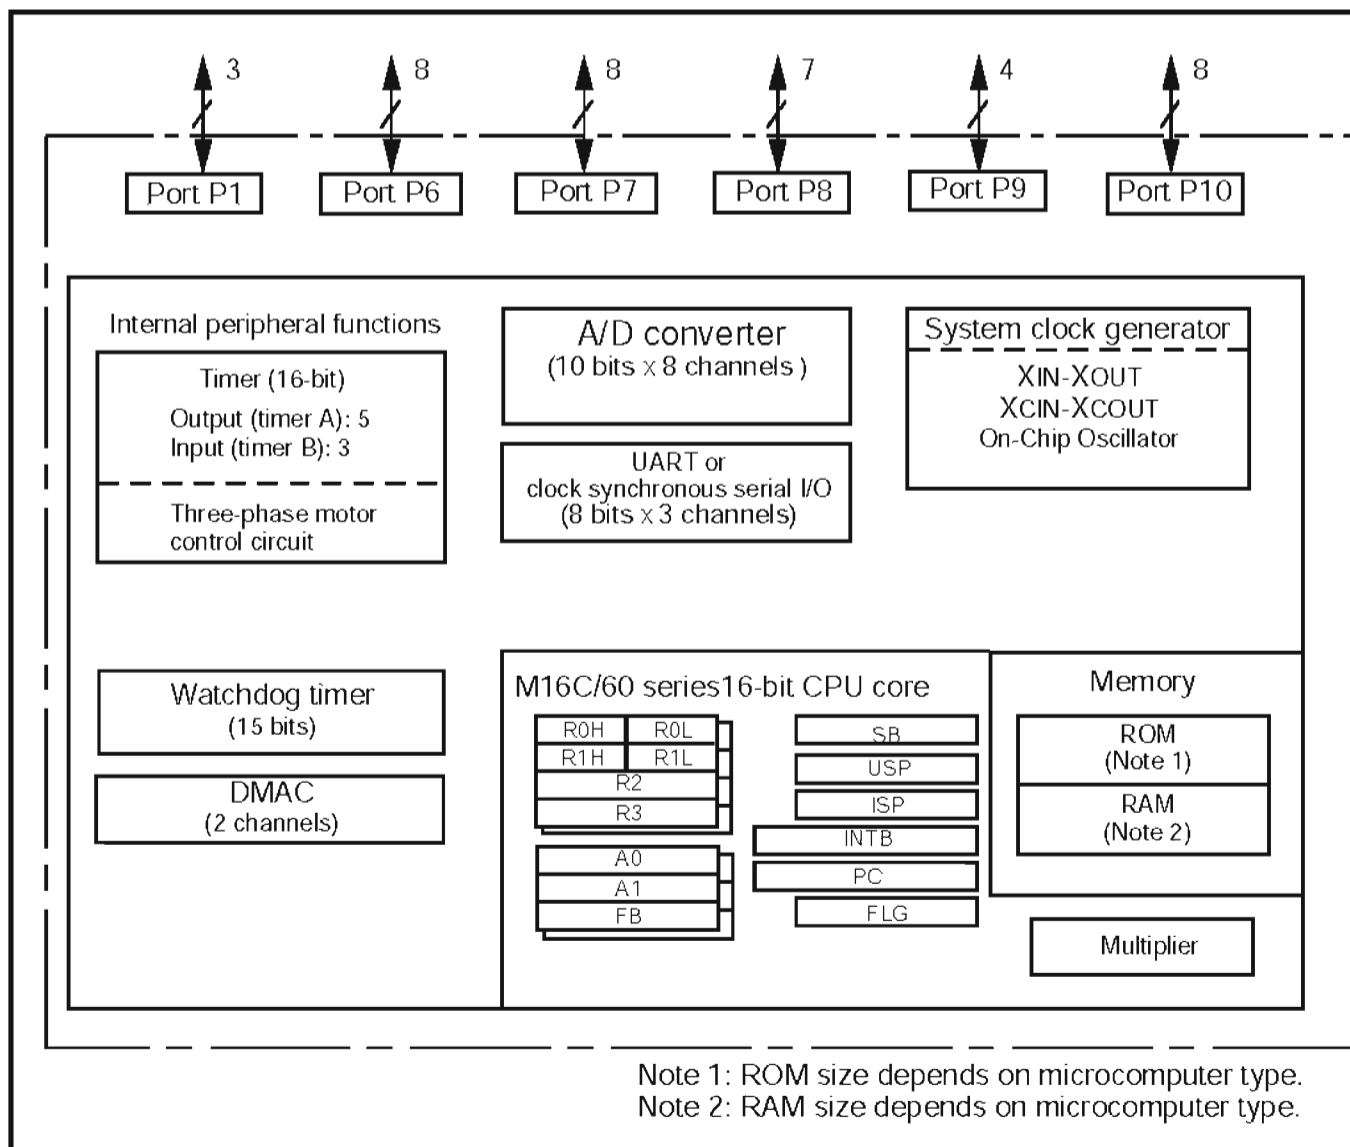 3 8 8 7 4 8
Port P1 Port P6 Port P7 Port P8 Port P9 Port P10
Internal peripheral functions
Timer (16-bit)
Output (timer A): 5
Input (timer B): 3
Three-phase motor
control circuit
A/D converter
(10 bits x 8 channels )
UART or
clock synchronous serial I/O
(8 bits x 3 channels)
System clock generator
XIN-XOUT
XCIN-XCOUT
On-Chip Oscillator
Watchdog timer
(15 bits)
DMAC
(2 channels)
M16C/60 series16-bit CPU core
R0H R0L
R1H R1L
R2
R3
A0
A1
FB
SB
USP
ISP
INTB
PC
FLG
Memory
ROM
(Note 1)
RAM
(Note 2)
Multiplier
Note 1: ROM size depends on microcomputer type.
Note 2: RAM size depends on microcomputer type.